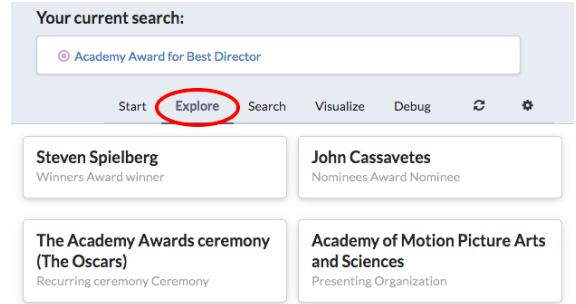 Your current search:
Academy Award for Best Director
Start Explore Search Visualize Debug
Steven Spielberg
Winners Award winner
John Cassavetes
Nominees Award Nominee
The Academy Awards ceremony
(The Oscars)
Recurring ceremony Ceremony
Academy of Motion Picture Arts
and Sciences
Presenting Organization